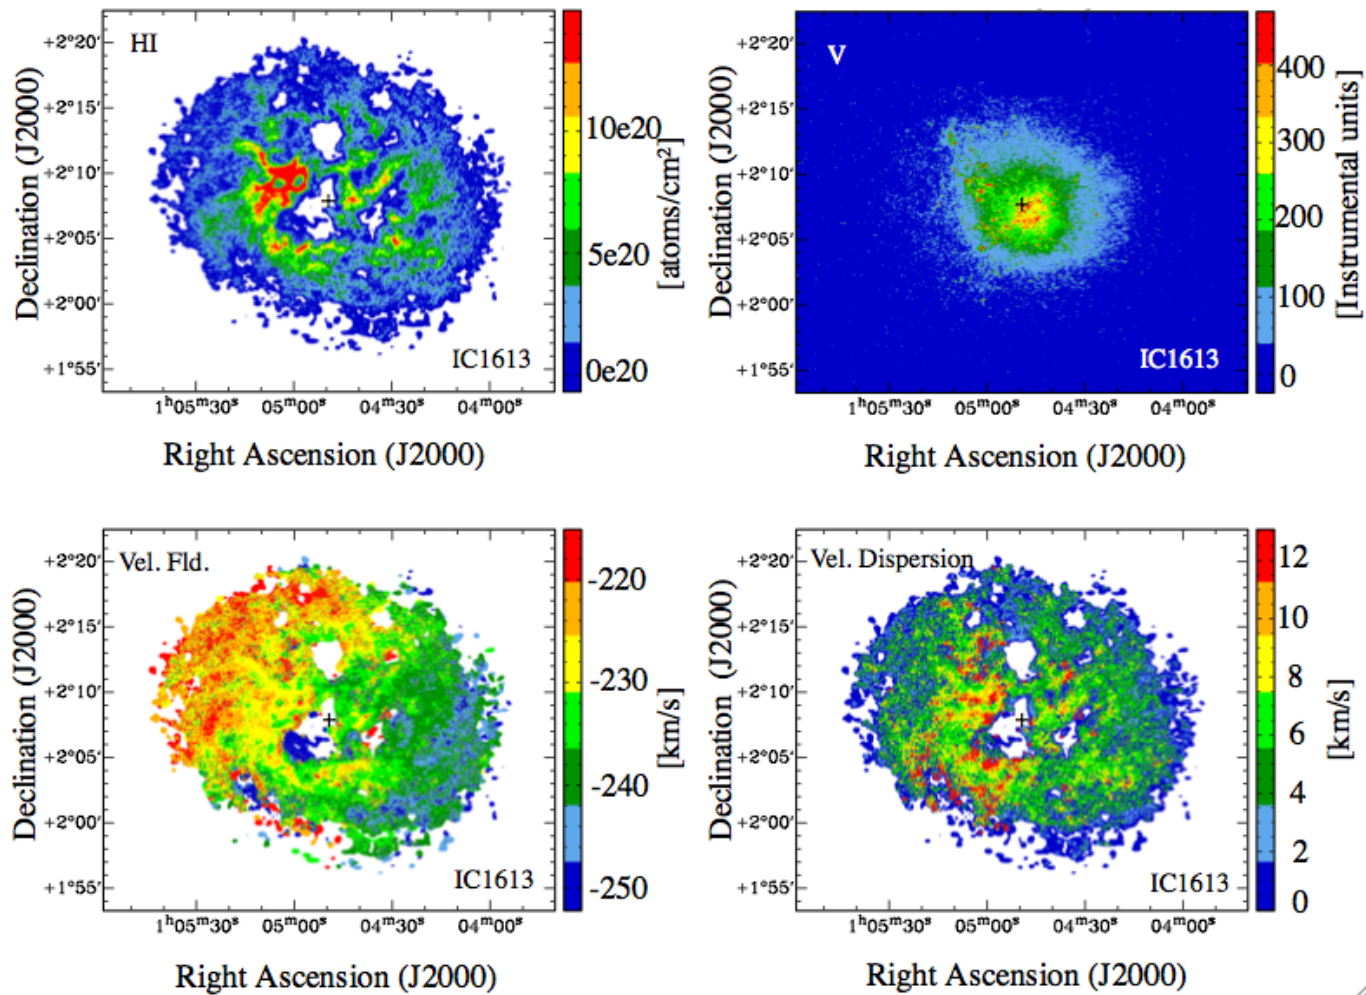 HI
IC1613
Declination (J2000)
+2°20′
+2°15′
+2°10′
+2°05′
+2°00′
+1°55′
1ʰ05ᵐ30ˢ 05ᵐ00ˢ 04ᵐ30ˢ 04ᵐ00ˢ
Right Ascension (J2000)
10e20
5e20
0e20
[atoms/cm²]
V
IC1613
Declination (J2000)
+2°20′
+2°15′
+2°10′
+2°05′
+2°00′
+1°55′
1ʰ05ᵐ30ˢ 05ᵐ00ˢ 04ᵐ30ˢ 04ᵐ00ˢ
Right Ascension (J2000)
400
300
200
100
0
[Instrumental units]
Vel. Fld.
IC1613
Declination (J2000)
+2°20′
+2°15′
+2°10′
+2°05′
+2°00′
+1°55′
1ʰ05ᵐ30ˢ 05ᵐ00ˢ 04ᵐ30ˢ 04ᵐ00ˢ
Right Ascension (J2000)
-220
-230
-240
-250
[km/s]
Vel. Dispersion
IC1613
Declination (J2000)
+2°20′
+2°15′
+2°10′
+2°05′
+2°00′
+1°55′
1ʰ05ᵐ30ˢ 05ᵐ00ˢ 04ᵐ30ˢ 04ᵐ00ˢ
Right Ascension (J2000)
12
10
8
6
4
2
0
[km/s]